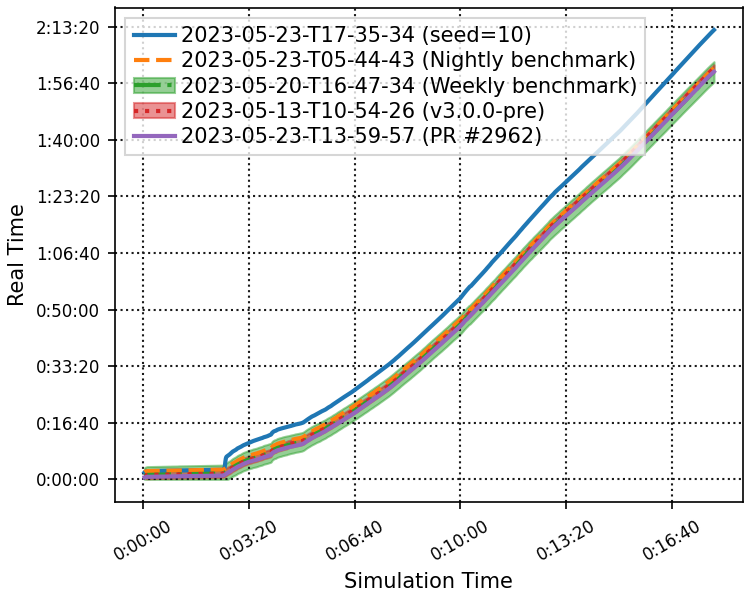 2023-05-23-T17-35-34 (seed=10)
2023-05-23-T05-44-43 (Nightly benchmark)
2023-05-20-T16-47-34 (Weekly benchmark)
2023-05-13-T10-54-26 (v3.0.0-pre)
2023-05-23-T13-59-57 (PR #2962)
Real Time
2:13:20
1:56:40
1:40:00
1:23:20
1:06:40
0:50:00
0:33:20
0:16:40
0:00:00
0:00:00
0:03:20
0:06:40
0:10:00
0:13:20
0:16:40
Simulation Time